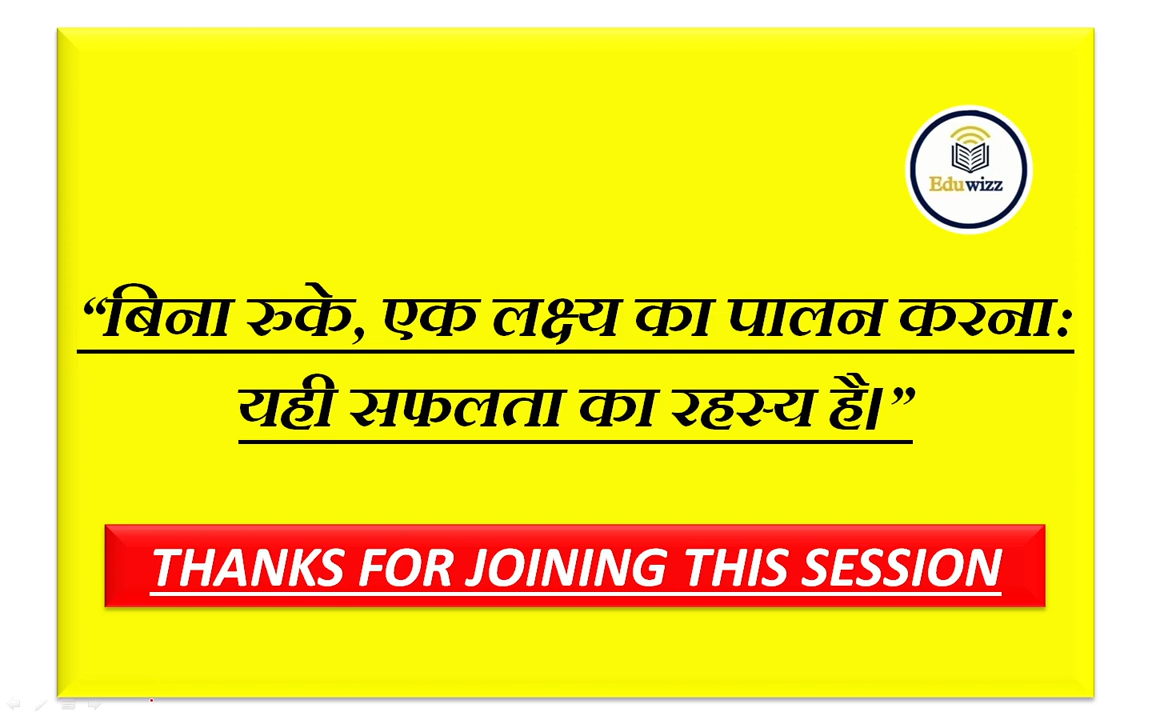 Eduwizz
“बिना रुके, एक लक्ष्य का पालन करना:
यही सफलता का रहस्य है।”
THANKS FOR JOINING THIS SESSION